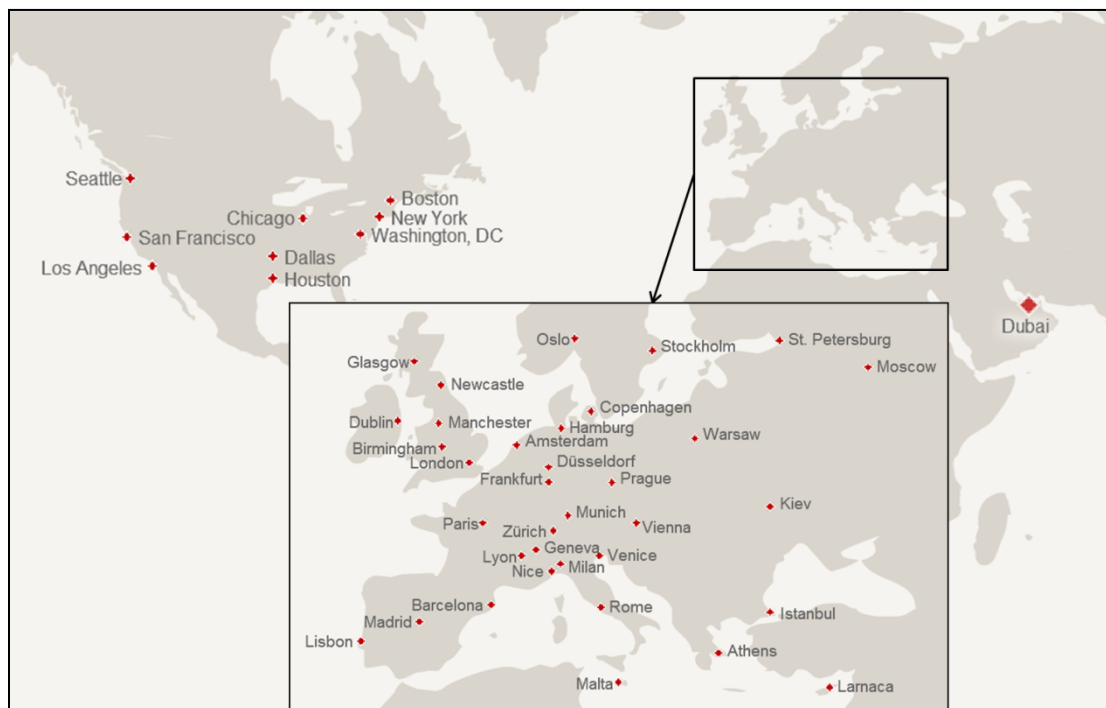 Seattle
Boston
Chicago
New York
Washington, DC
San Francisco
Dallas
Los Angeles
Houston
Dubai
Oslo
Stockholm
St. Petersburg
Glasgow
Moscow
Newcastle
Copenhagen
Dublin
Manchester
Hamburg
Warsaw
Birmingham
Amsterdam
London
Düsseldorf
Frankfurt
Prague
Kiev
Munich
Paris
Zürich
Vienna
Geneva
Lyon
Venice
Nice
Milan
Barcelona
Rome
Istanbul
Madrid
Lisbon
Athens
Malta
Larnaca